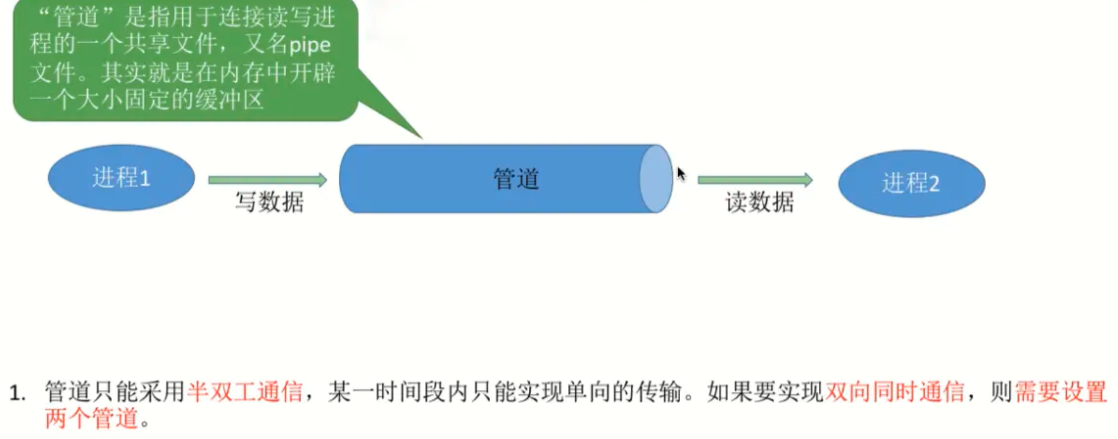 “管道”是指用于连接读写进
程的一个共享文件，又名pipe
文件。其实就是在内存中开辟
一个大小固定的缓冲区
进程1
写数据
管道
读数据
进程2
1. 管道只能采用半双工通信，某一时间段内只能实现单向的传输。如果要实现双向同时通信，则需要设置
两个管道。